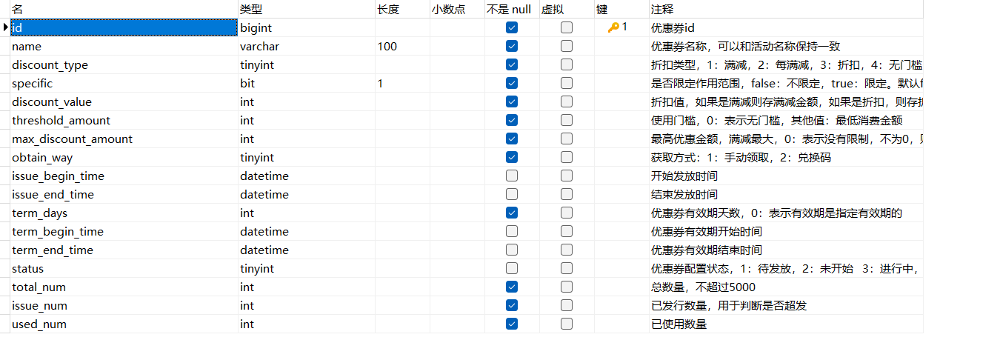 名 类型 长度 小数点 不是 null 虚拟 键 注释
id bigint 1 优惠券id
name varchar 100 优惠券名称，可以和活动名称保持一致
discount_type tinyint 折扣类型，1：满减，2：每满减，3：折扣，4：无门槛
specific bit 1 是否限定作用范围，false：不限定，true：限定。默认f
discount_value int 折扣值，如果是满减则存满减金额，如果是折扣，则存折
threshold_amount int 使用门槛，0：表示无门槛，其他值：最低消费金额
max_discount_amount int 最高优惠金额，满减最大，0：表示没有限制，不为0，则
obtain_way tinyint 获取方式：1：手动领取，2：兑换码
issue_begin_time datetime 开始发放时间
issue_end_time datetime 结束发放时间
term_days int 优惠券有效期天数，0：表示有效期是指定有效期的
term_begin_time datetime 优惠券有效期开始时间
term_end_time datetime 优惠券有效期结束时间
status tinyint 优惠券配置状态，1：待发放，2：未开始 3：进行中，
total_num int 总数量，不超过5000
issue_num int 已发行数量，用于判断是否超发
used_num int 已使用数量